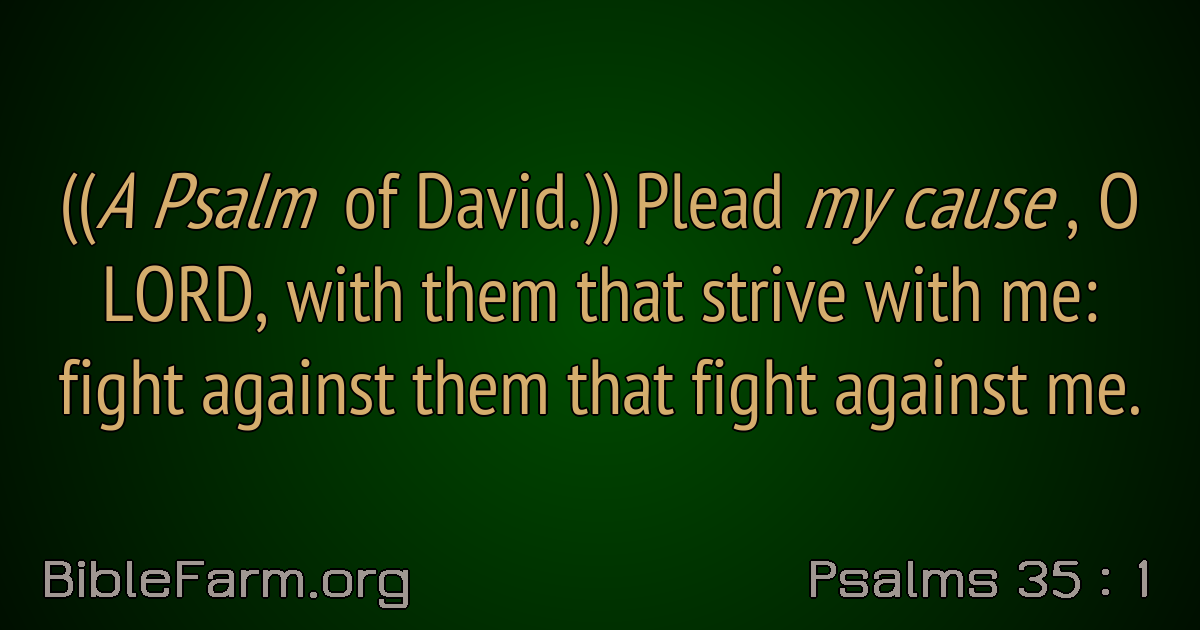 ((A Psalm of David.)) Plead my cause , O
LORD, with them that strive with me:
fight against them that fight against me.
BibleFarm.org
Psalms 35 : 1